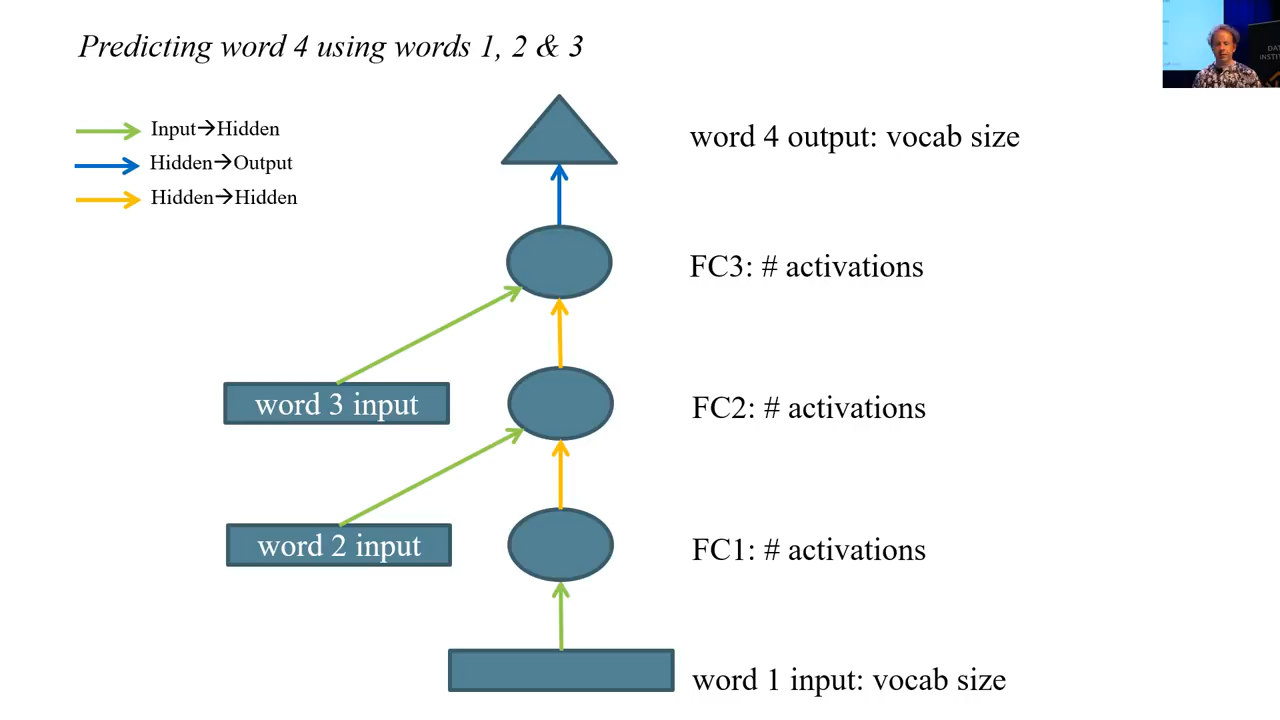 Predicting word 4 using words 1, 2 & 3
Input→Hidden
Hidden→Output
Hidden→Hidden
word 4 output: vocab size
FC3: # activations
word 3 input
FC2: # activations
word 2 input
FC1: # activations
word 1 input: vocab size